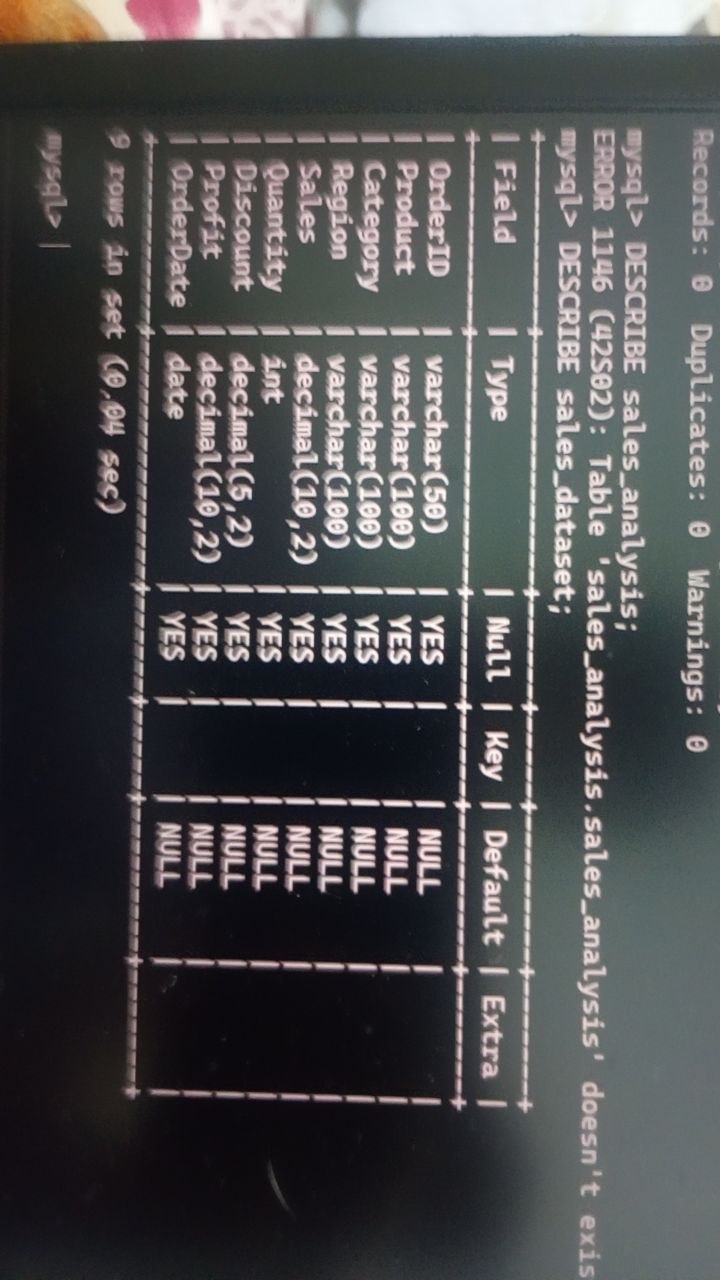 Records: 0  Duplicates: 0  Warnings: 0
mysql> DESCRIBE sales_analysis;
ERROR 1146 (42S02): Table 'sales_analysis.sales_analysis' doesn't exis
mysql> DESCRIBE sales_dataset;
+-----------+---------------+------+-----+---------+-------+
| Field     | Type          | Null | Key | Default | Extra |
+-----------+---------------+------+-----+---------+-------+
| OrderID   | varchar(50)   | YES  |     | NULL    |       |
| Product   | varchar(100)  | YES  |     | NULL    |       |
| Category  | varchar(100)  | YES  |     | NULL    |       |
| Region    | varchar(100)  | YES  |     | NULL    |       |
| Sales     | decimal(10,2) | YES  |     | NULL    |       |
| Quantity  | int           | YES  |     | NULL    |       |
| Discount  | decimal(5,2)  | YES  |     | NULL    |       |
| Profit    | decimal(10,2) | YES  |     | NULL    |       |
| OrderDate | date          | YES  |     | NULL    |       |
+-----------+---------------+------+-----+---------+-------+
9 rows in set (0.04 sec)
mysql>